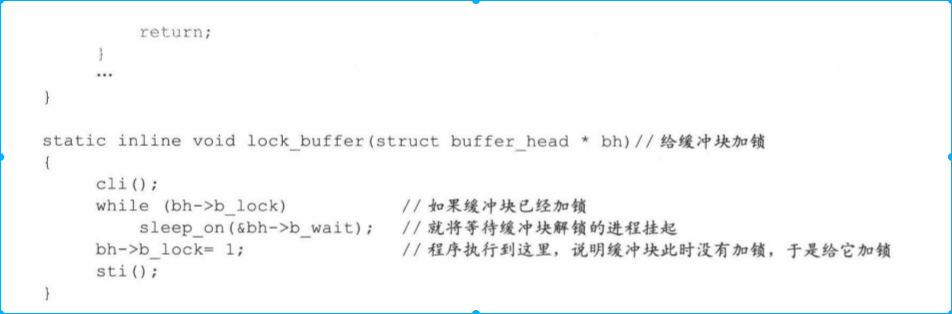 return;
}
…
}
static inline void lock_buffer(struct buffer_head * bh)//给缓冲块加锁
{
cli();
while (bh->b_lock) //如果缓冲块已经加锁
sleep_on(&bh->b_wait); //就将等待缓冲块解锁的进程挂起
bh->b_lock= 1; //程序执行到这里，说明缓冲块此时没有加锁，于是给它加锁
sti();
}